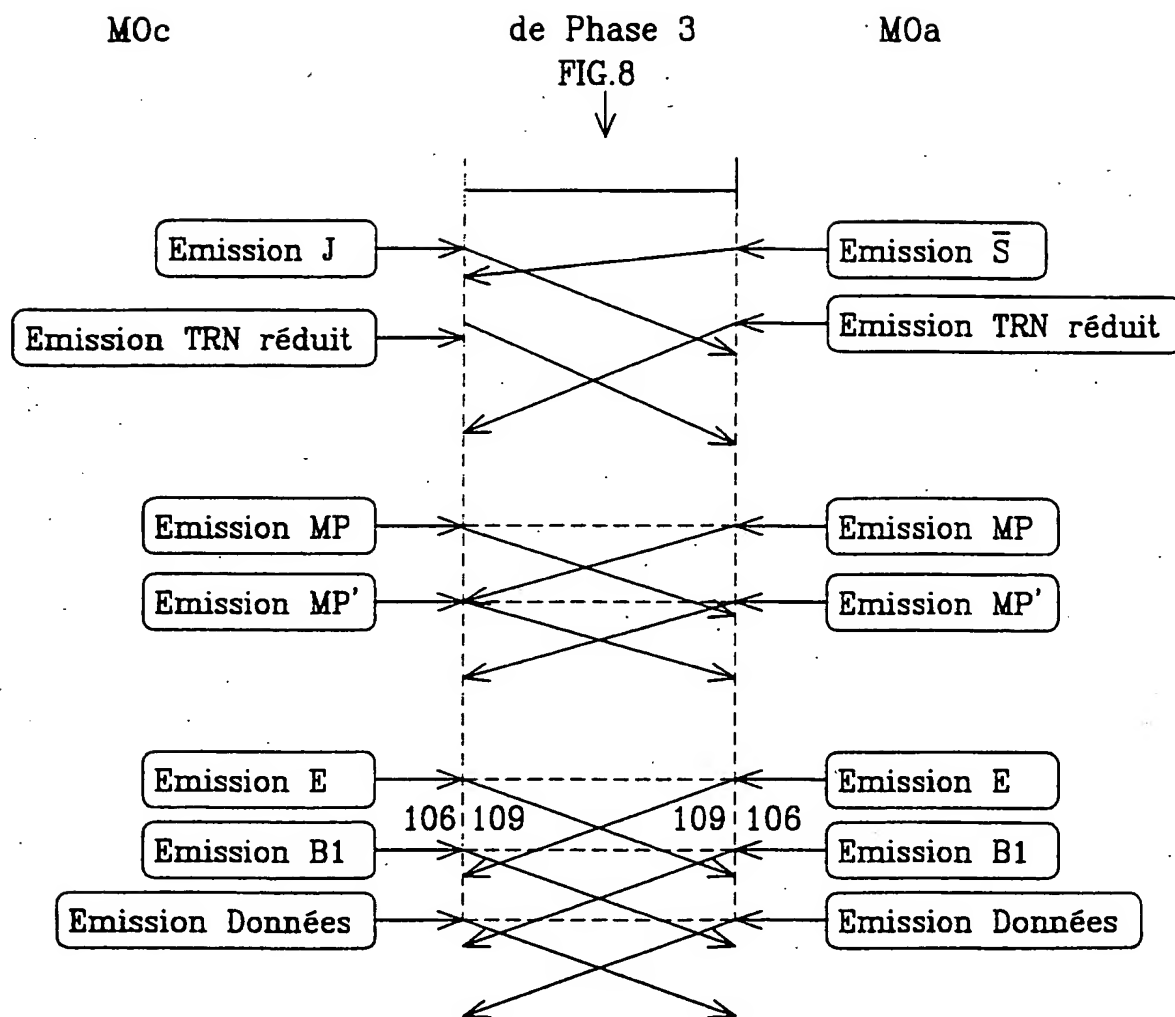 MOc de Phase 3 MOa
FIG.8
Emission J Emission S̅
Emission TRN réduit Emission TRN réduit
Emission MP Emission MP
Emission MP' Emission MP'
Emission E Emission E
106 109 109 106
Emission B1 Emission B1
Emission Données Emission Données